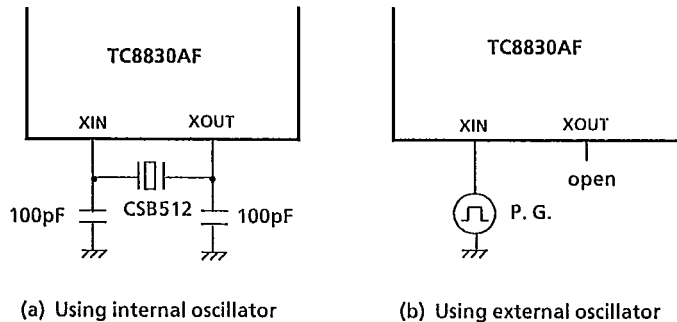 TC8830AF
XIN
XOUT
100pF
CSB512
100pF
(a) Using internal oscillator
TC8830AF
XIN
XOUT
open
P. G.
(b) Using external oscillator